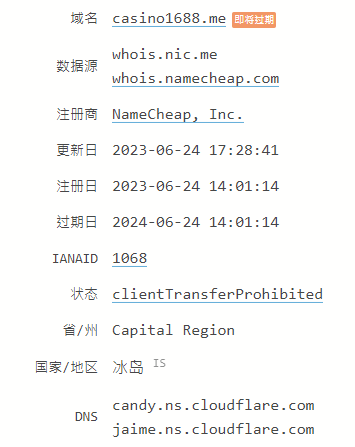 域名 casino1688.me 即将过期
数据源 whois.nic.me
whois.namecheap.com
注册商 NameCheap, Inc.
更新日 2023-06-24 17:28:41
注册日 2023-06-24 14:01:14
过期日 2024-06-24 14:01:14
IANAID 1068
状态 clientTransferProhibited
省/州 Capital Region
国家/地区 冰岛 IS
DNS candy.ns.cloudflare.com
jaime.ns.cloudflare.com